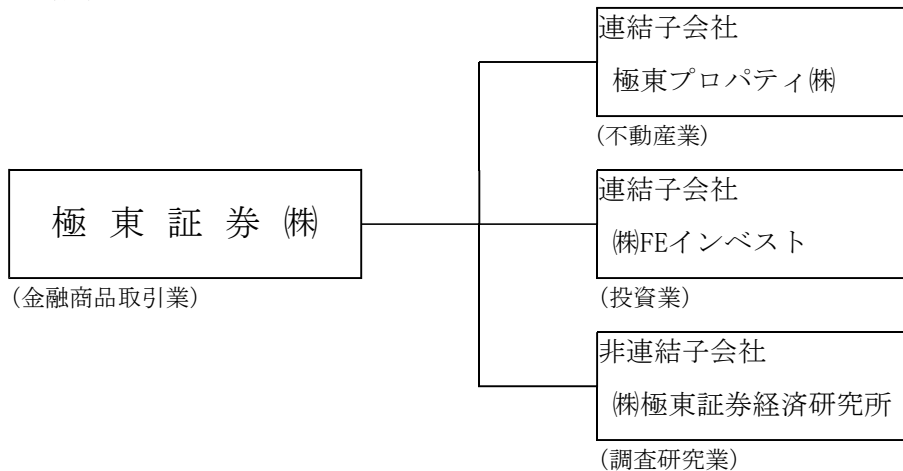 極東証券㈱
(金融商品取引業)
連結子会社
極東プロパティ㈱
(不動産業)
連結子会社
㈱FEインベスト
(投資業)
非連結子会社
㈱極東証券経済研究所
(調査研究業)